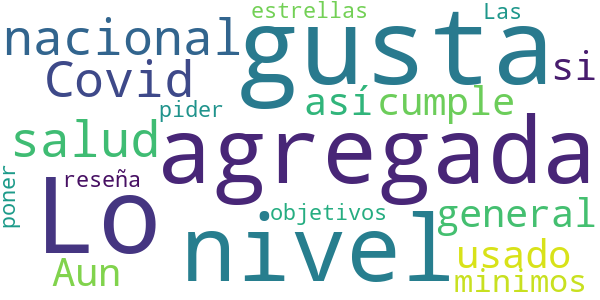 estrellas Las
nacional gusta
Covid así cumple si
pider
salud agregada
poner reseña Lo objetivos general
nivel
Aun usado
minimos